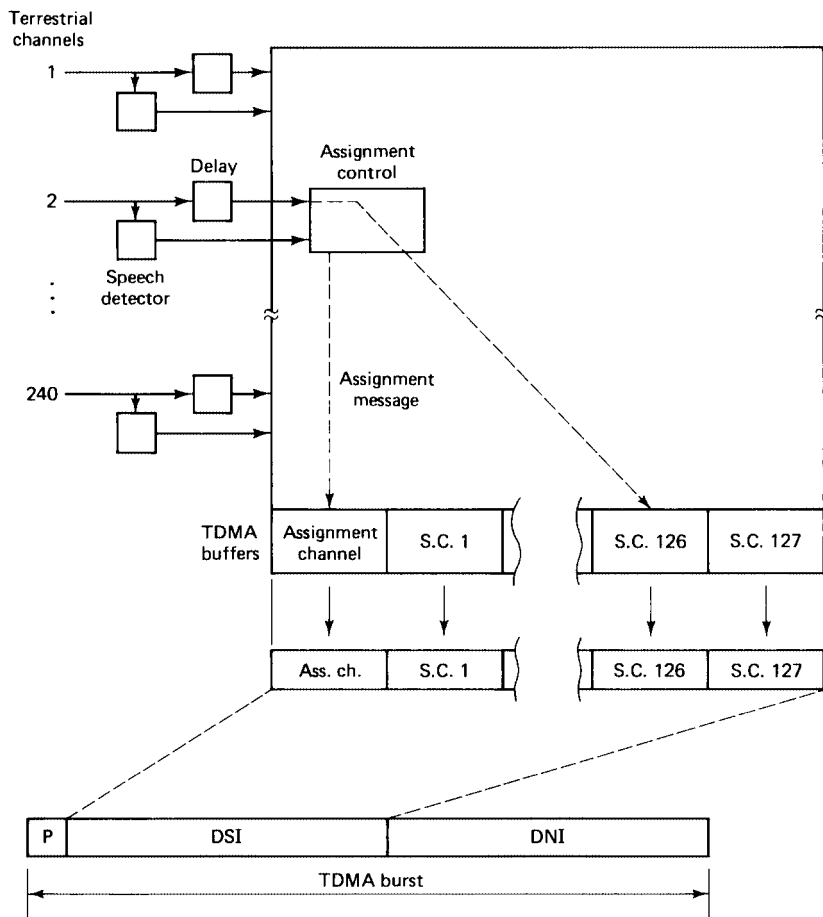 Terrestrial
channels
1
Delay
Assignment
control
2
Speech
detector
240
Assignment
message
TDMA
buffers
Assignment
channel
S.C. 1
S.C. 126
S.C. 127
Ass. ch.
S.C. 1
S.C. 126
S.C. 127
P
DSI
DNI
TDMA burst